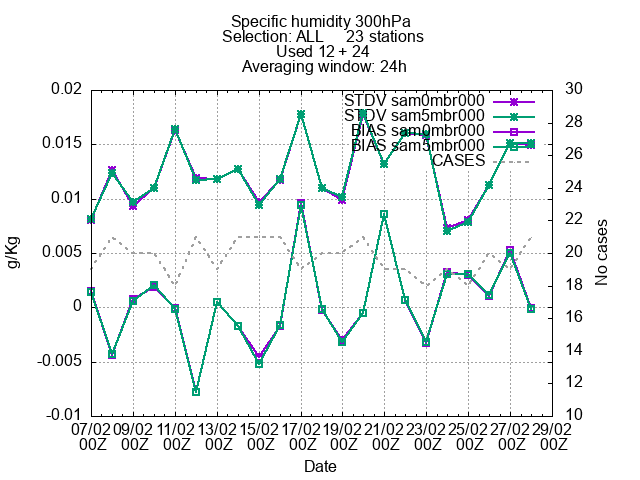 Specific humidity 300hPa
Selection: ALL 23 stations
Used 12 + 24
Averaging window: 24h
0.02
0.015
0.01
0.005
0
-0.005
-0.01
g/Kg
30
28
26
24
22
20
18
16
14
12
10
No cases
STDV sam0mbr000
STDV sam5mbr000
BIAS sam0mbr000
BIAS sam5mbr000
CASES
07/02 09/02 11/02 13/02 15/02 17/02 19/02 21/02 23/02 25/02 27/02 29/02
00Z 00Z 00Z 00Z 00Z 00Z 00Z 00Z 00Z 00Z 00Z 00Z
Date